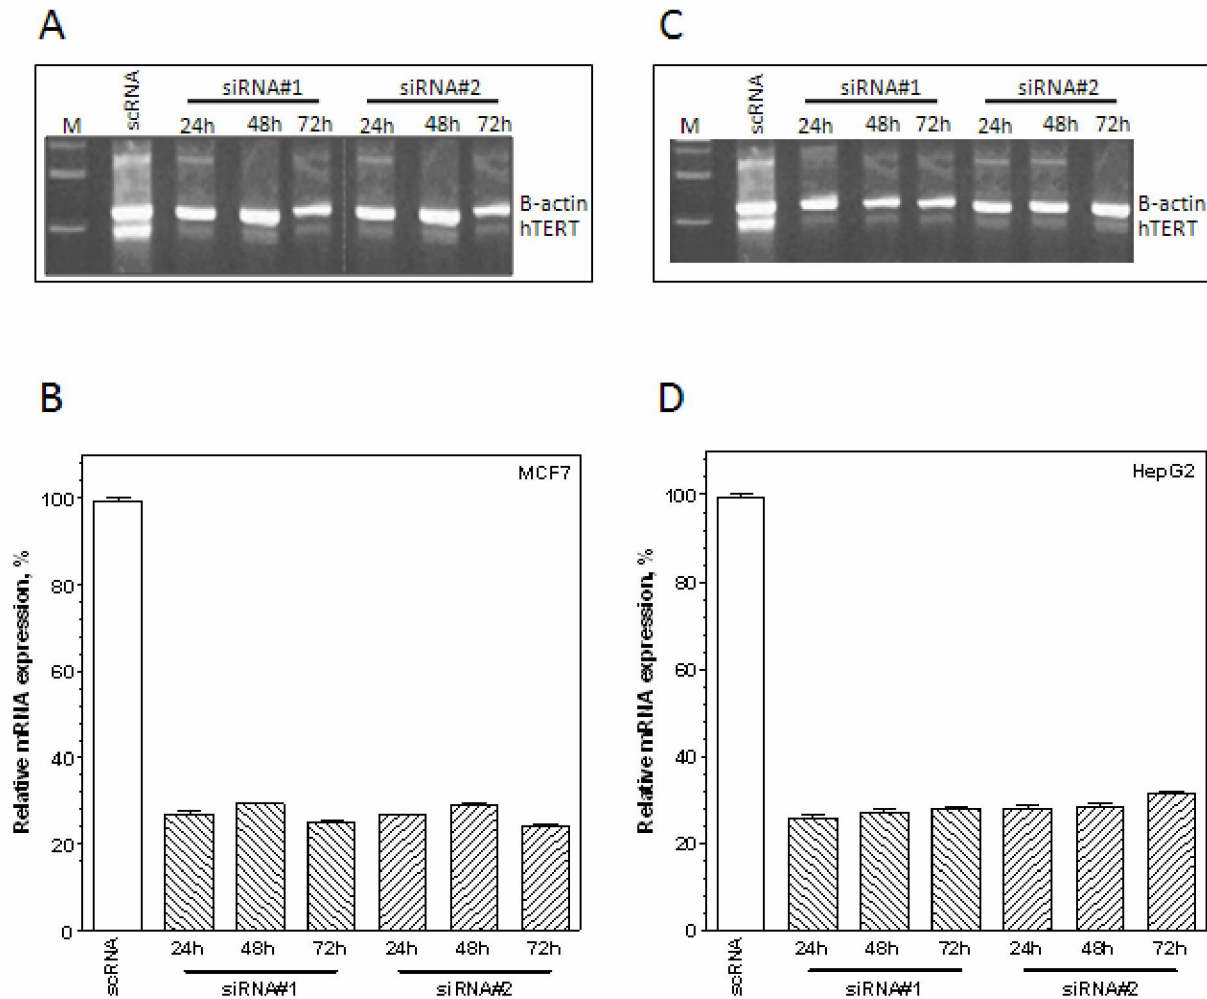 A
scRNA
siRNA#1
siRNA#2
M
24h
48h
72h
24h
48h
72h
B-actin
hTERT
C
scRNA
siRNA#1
siRNA#2
M
24h
48h
72h
24h
48h
72h
B-actin
hTERT
B
MCF7
Relative mRNA expression, %
100
80
60
40
20
0
scRNA
24h
48h
72h
24h
48h
72h
siRNA#1
siRNA#2
D
HepG2
Relative mRNA expression, %
100
80
60
40
20
0
scRNA
24h
48h
72h
24h
48h
72h
siRNA#1
siRNA#2